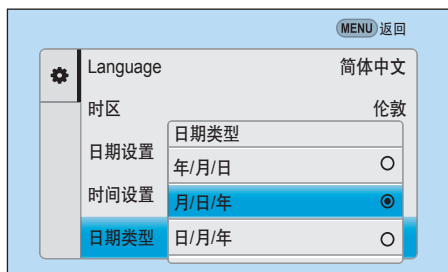 MENU 返回
Language 简体中文
时区 伦敦
日期设置
时间设置
日期类型
日期类型
年/月/日
月/日/年
日/月/年